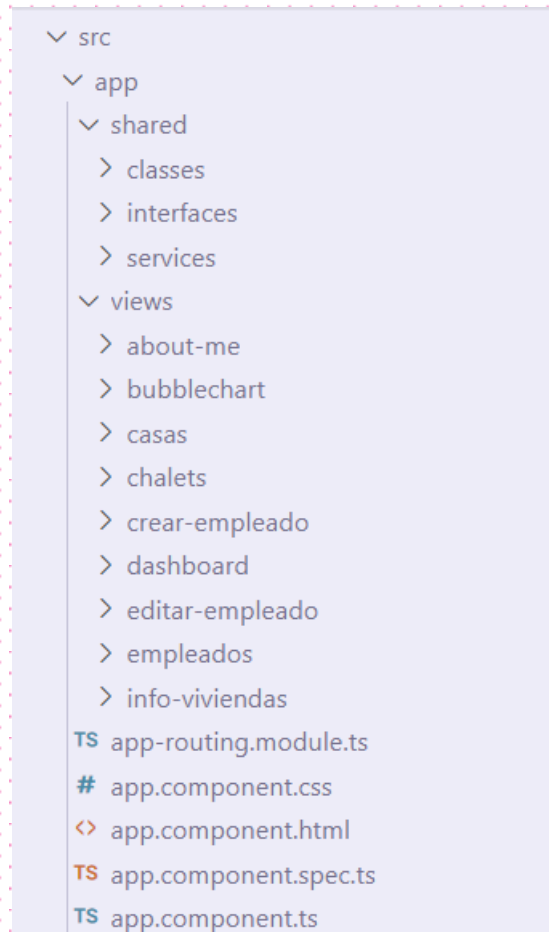 src
app
shared
classes
interfaces
services
views
about-me
bubblechart
casas
chalets
crear-empleado
dashboard
editar-empleado
empleados
info-viviendas
TS app-routing.module.ts
# app.component.css
<> app.component.html
TS app.component.spec.ts
TS app.component.ts